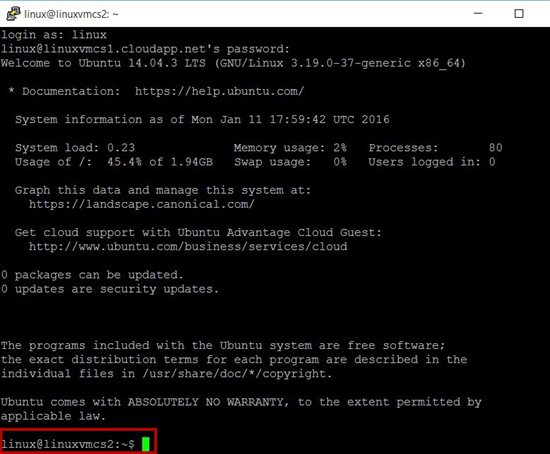 linux@linuxvmcs2: ~
login as: linux
linux@linuxvmcs1.cloudapp.net's password:
Welcome to Ubuntu 14.04.3 LTS (GNU/Linux 3.19.0-37-generic x86_64)
* Documentation:  https://help.ubuntu.com/
System information as of Mon Jan 11 17:59:42 UTC 2016
System load: 0.23              Memory usage: 2%   Processes:       80
Usage of /:  45.4% of 1.94GB   Swap usage:   0%   Users logged in: 0
Graph this data and manage this system at:
https://landscape.canonical.com/
Get cloud support with Ubuntu Advantage Cloud Guest:
http://www.ubuntu.com/business/services/cloud
0 packages can be updated.
0 updates are security updates.
The programs included with the Ubuntu system are free software;
the exact distribution terms for each program are described in the
individual files in /usr/share/doc/*/copyright.
Ubuntu comes with ABSOLUTELY NO WARRANTY, to the extent permitted by
applicable law.
linux@linuxvmcs2:~$